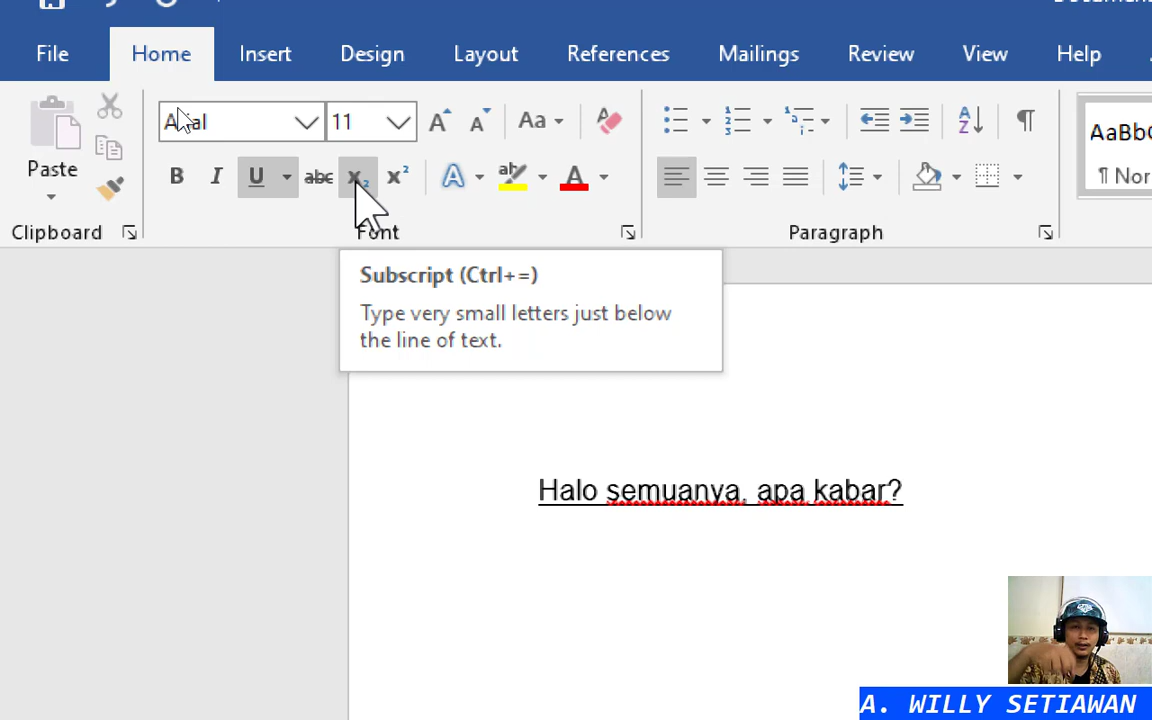 File Home Insert Design Layout References Mailings Review View Help
11 Aa
Paste B I U abc x₂ x² A ab A ¶ Nor
AaBbC
Clipboard Font Paragraph
Subscript (Ctrl+=)
Type very small letters just below
the line of text.
Halo semuanya, apa kabar?
A. WILLY SETIAWAN